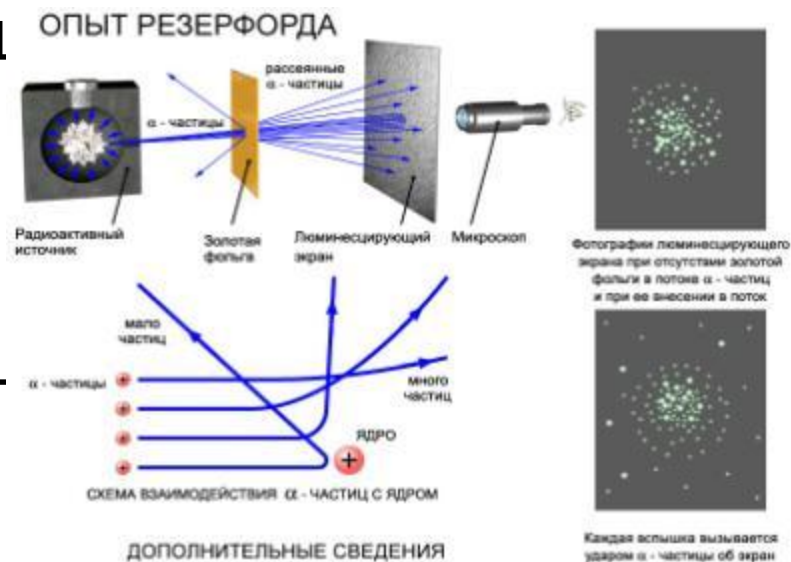 ОПЫТ РЕЗЕРФОРДА
рассеянные
α - частицы
α - частицы
Радиоактивный
источник
Золотая
фольга
Люминесцирующий
экран
Микроскоп
Фотографии люминесцирующего
экрана при отсутствии золотой
фольги в потоке α - частиц
и при ее внесении в поток
мало
частиц
α - частицы
много
частиц
ЯДРО
СХЕМА ВЗАИМОДЕЙСТВИЯ α - ЧАСТИЦ С ЯДРОМ
Каждая вспышка вызывается
ударом α - частицы об экран
ДОПОЛНИТЕЛЬНЫЕ СВЕДЕНИЯ